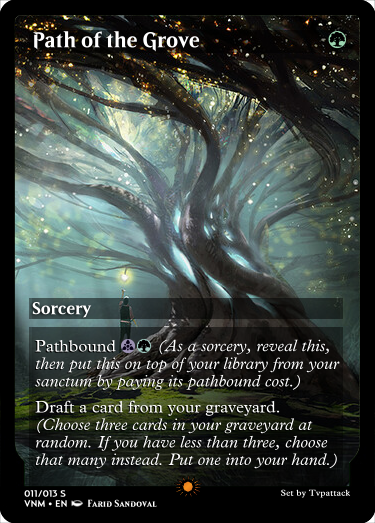 Path of the Grove
Sorcery
Pathbound (As a sorcery, reveal this,
then put this on top of your library from your
sanctum by paying its pathbound cost.)
Draft a card from your graveyard.
(Choose three cards in your graveyard at
random. If you have less than three, choose
that many instead. Put one into your hand.)
011/013 S
VNM • EN Farid Sandoval
Set by Tvpattack